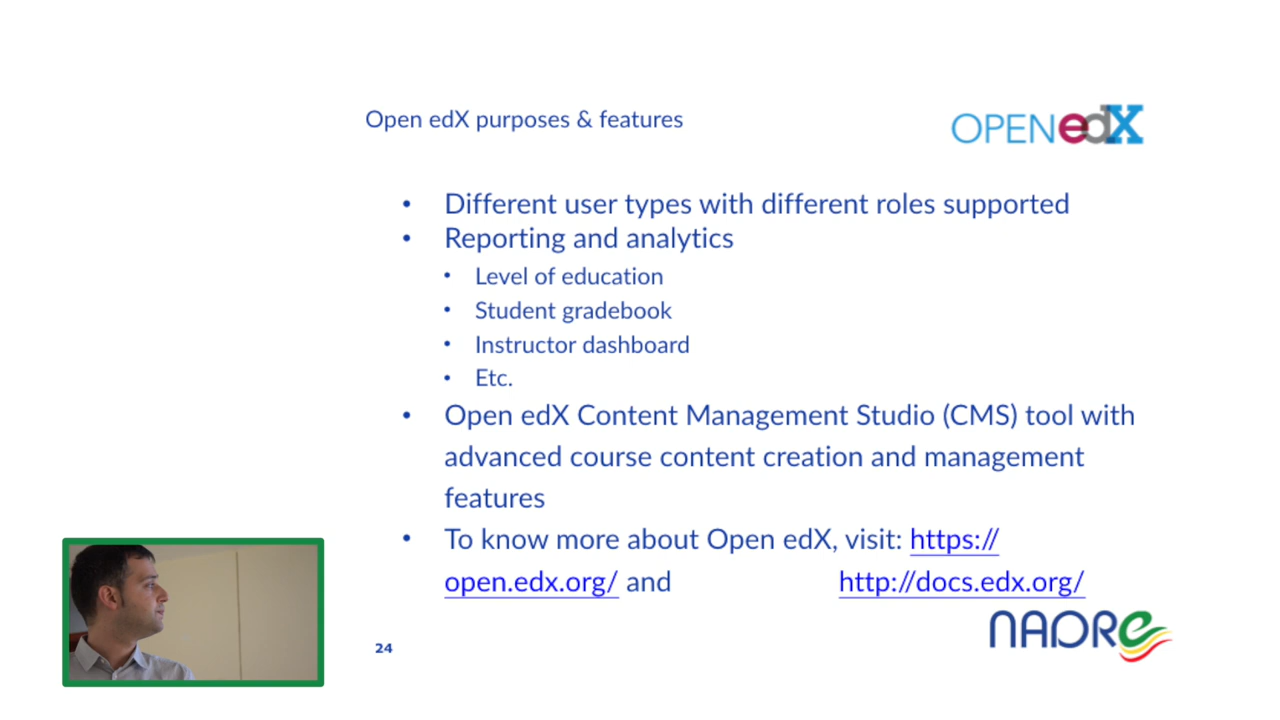 Open edX purposes & features
OPEN edX
• Different user types with different roles supported
• Reporting and analytics
• Level of education
• Student gradebook
• Instructor dashboard
• Etc.
• Open edX Content Management Studio (CMS) tool with
advanced course content creation and management
features
• To know more about Open edX, visit: https://
open.edx.org/ and http://docs.edx.org/
NADRe
24